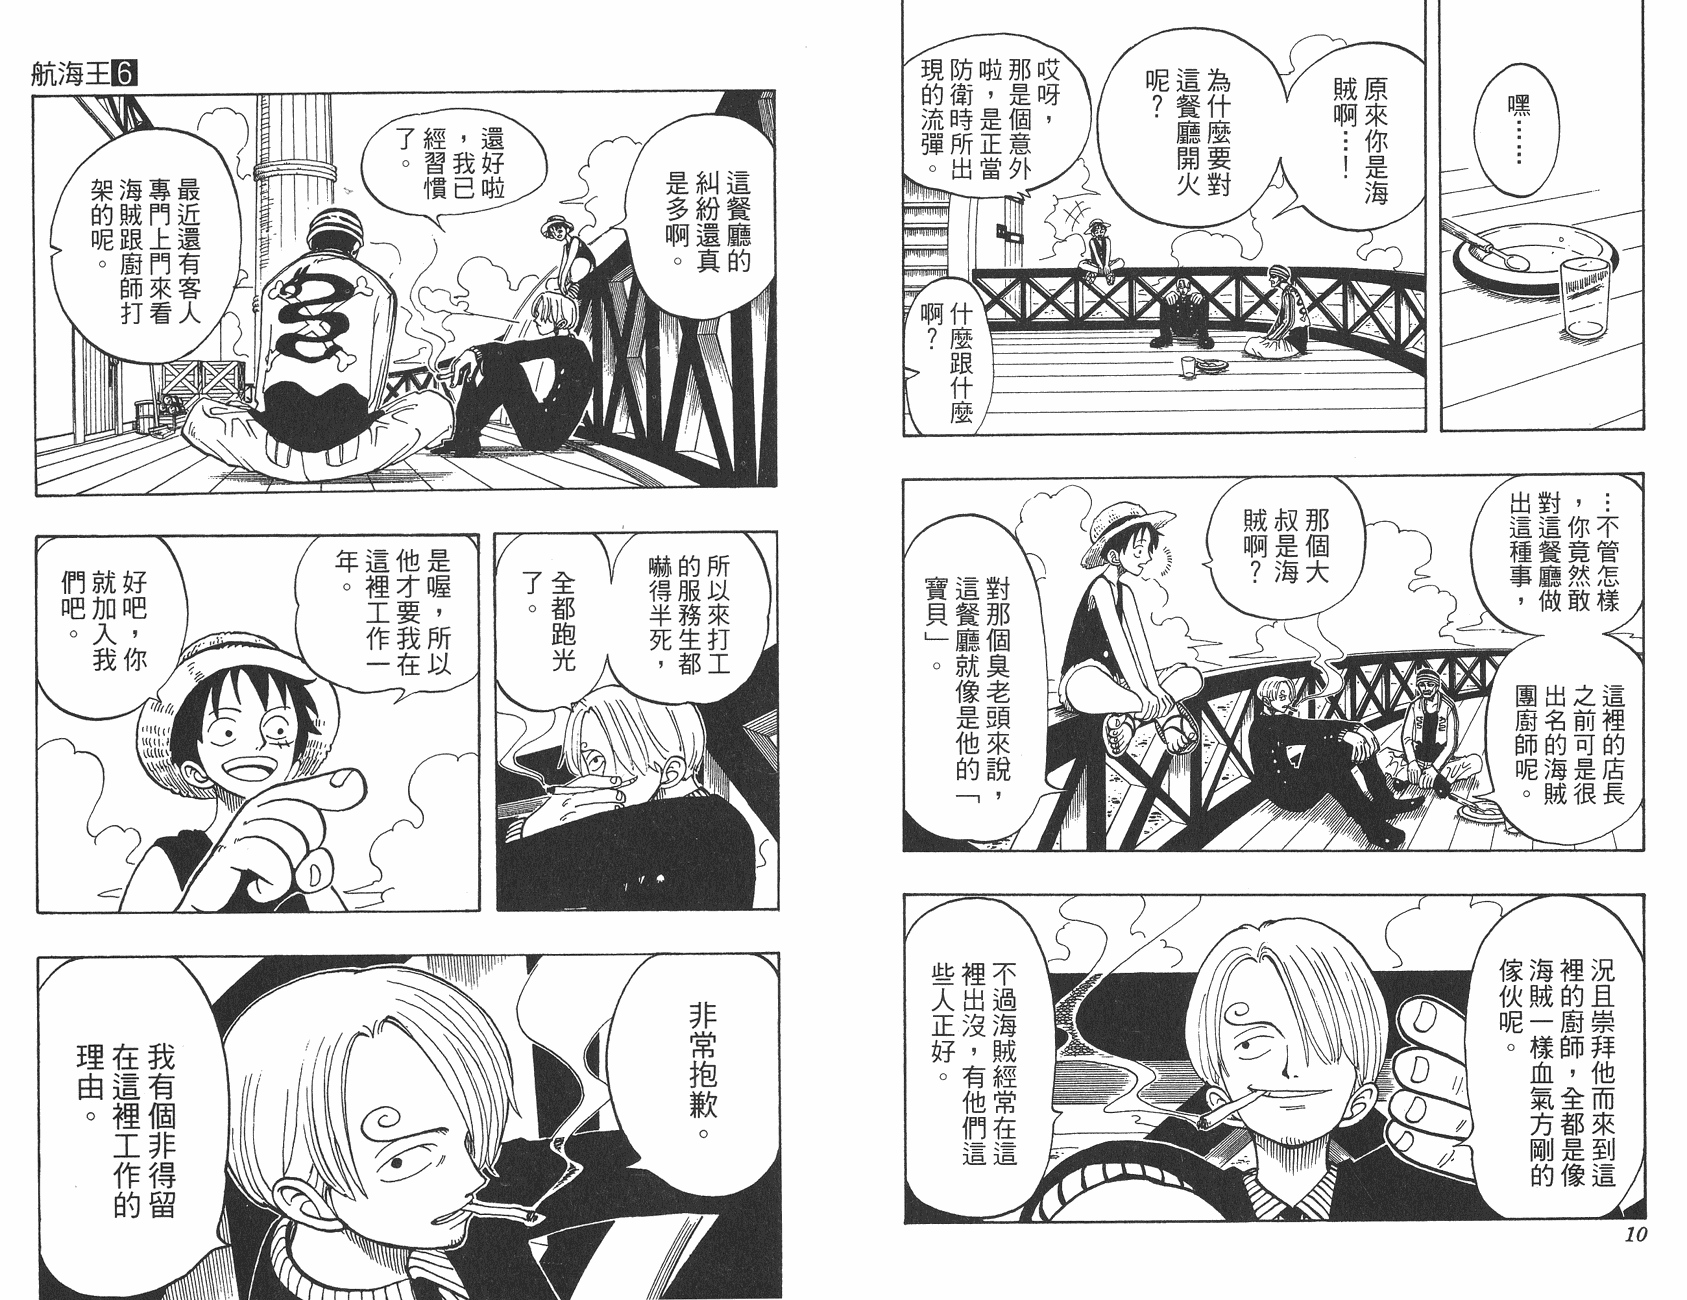 嘿……
原來你是海
賊啊…！
為什麼要對
這餐廳開火
呢？
哎呀，
那是個意外
啦，是正當
防衛時所出
現的流彈。
什麼跟什麼
啊？
…不管怎樣
，你竟然敢
對這餐廳做
出這種事，
這裡的店長
之前可是很
出名的海賊
團廚師呢。
那個大
叔是海
賊啊？
對那個臭老頭來說，
這餐廳就像是他的「
寶貝」。
況且崇拜他而來到這
裡的廚師，全都是像
海賊一樣血氣方剛的
傢伙呢。
不過海賊經常在這
裡出沒，有他們這
些人正好。
10
航海王6
這餐廳的
糾紛還真
是多啊。
還好啦
，我已
經習慣
了。
最近還有客人
專門上門來看
海賊跟廚師打
架的呢。
所以來打工
的服務生都
嚇得半死，
全都跑光
了。
是喔，所以
他才要我在
這裡工作一
年。
好吧，你
就加入我
們吧。
非常抱歉。
我有個非得留
在這裡工作的
理由。